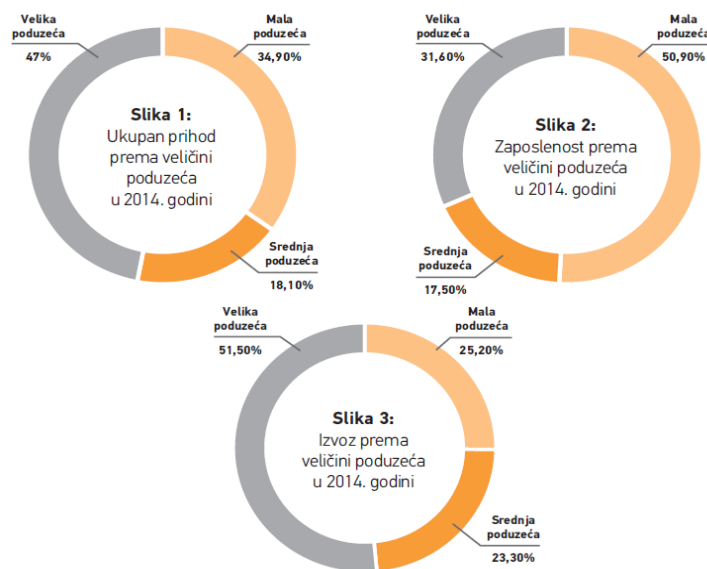 Velika
poduzeća
47%
Mala
poduzeća
34,90%
Slika 1:
Ukupan prihod
prema veličini
poduzeća
u 2014. godini
Srednja
poduzeća
18,10%
Velika
poduzeća
31,60%
Mala
poduzeća
50,90%
Slika 2:
Zaposlenost prema
veličini poduzeća
u 2014. godini
Srednja
poduzeća
17,50%
Velika
poduzeća
51,50%
Mala
poduzeća
25,20%
Slika 3:
Izvoz prema
veličini poduzeća
u 2014. godini
Srednja
poduzeća
23,30%